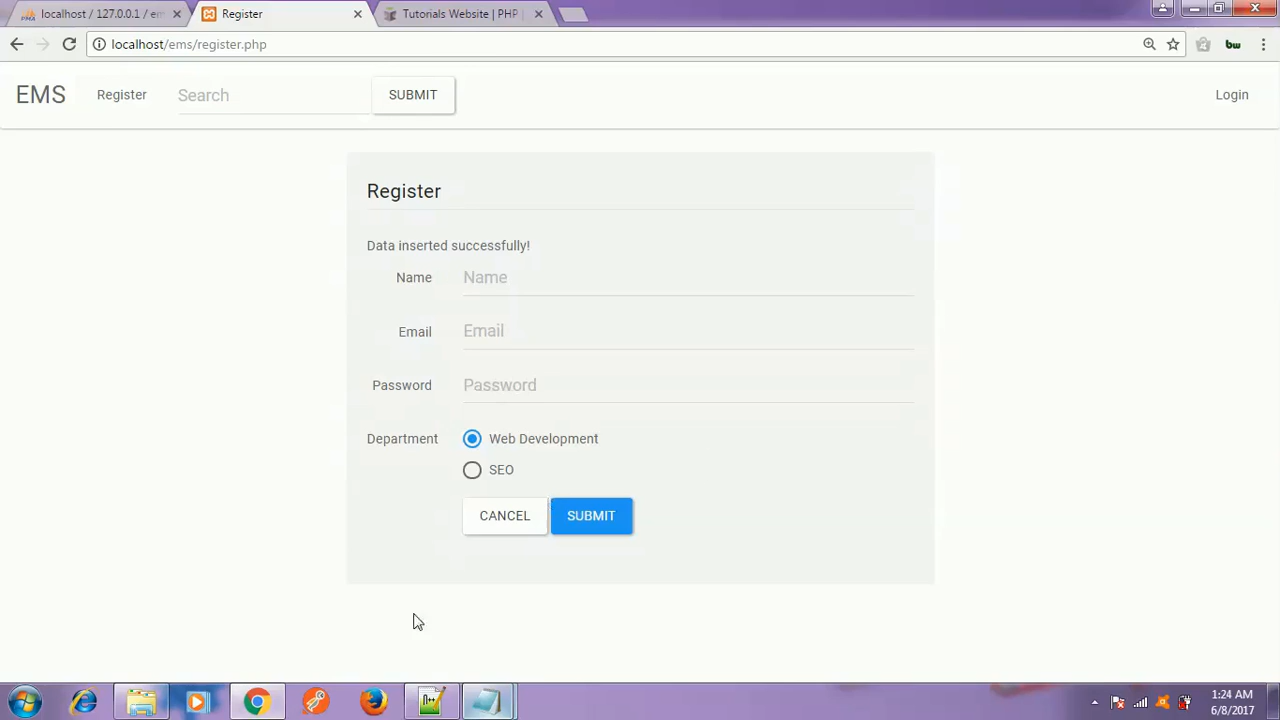 localhost / 127.0.0.1 / em
Register
Tutorials Website | PHP |
localhost/ems/register.php
bw
EMS
Register
Search
SUBMIT
Login
Register
Data inserted successfully!
Name
Name
Email
Email
Password
Password
Department
Web Development
SEO
CANCEL
SUBMIT
1:24 AM
6/8/2017